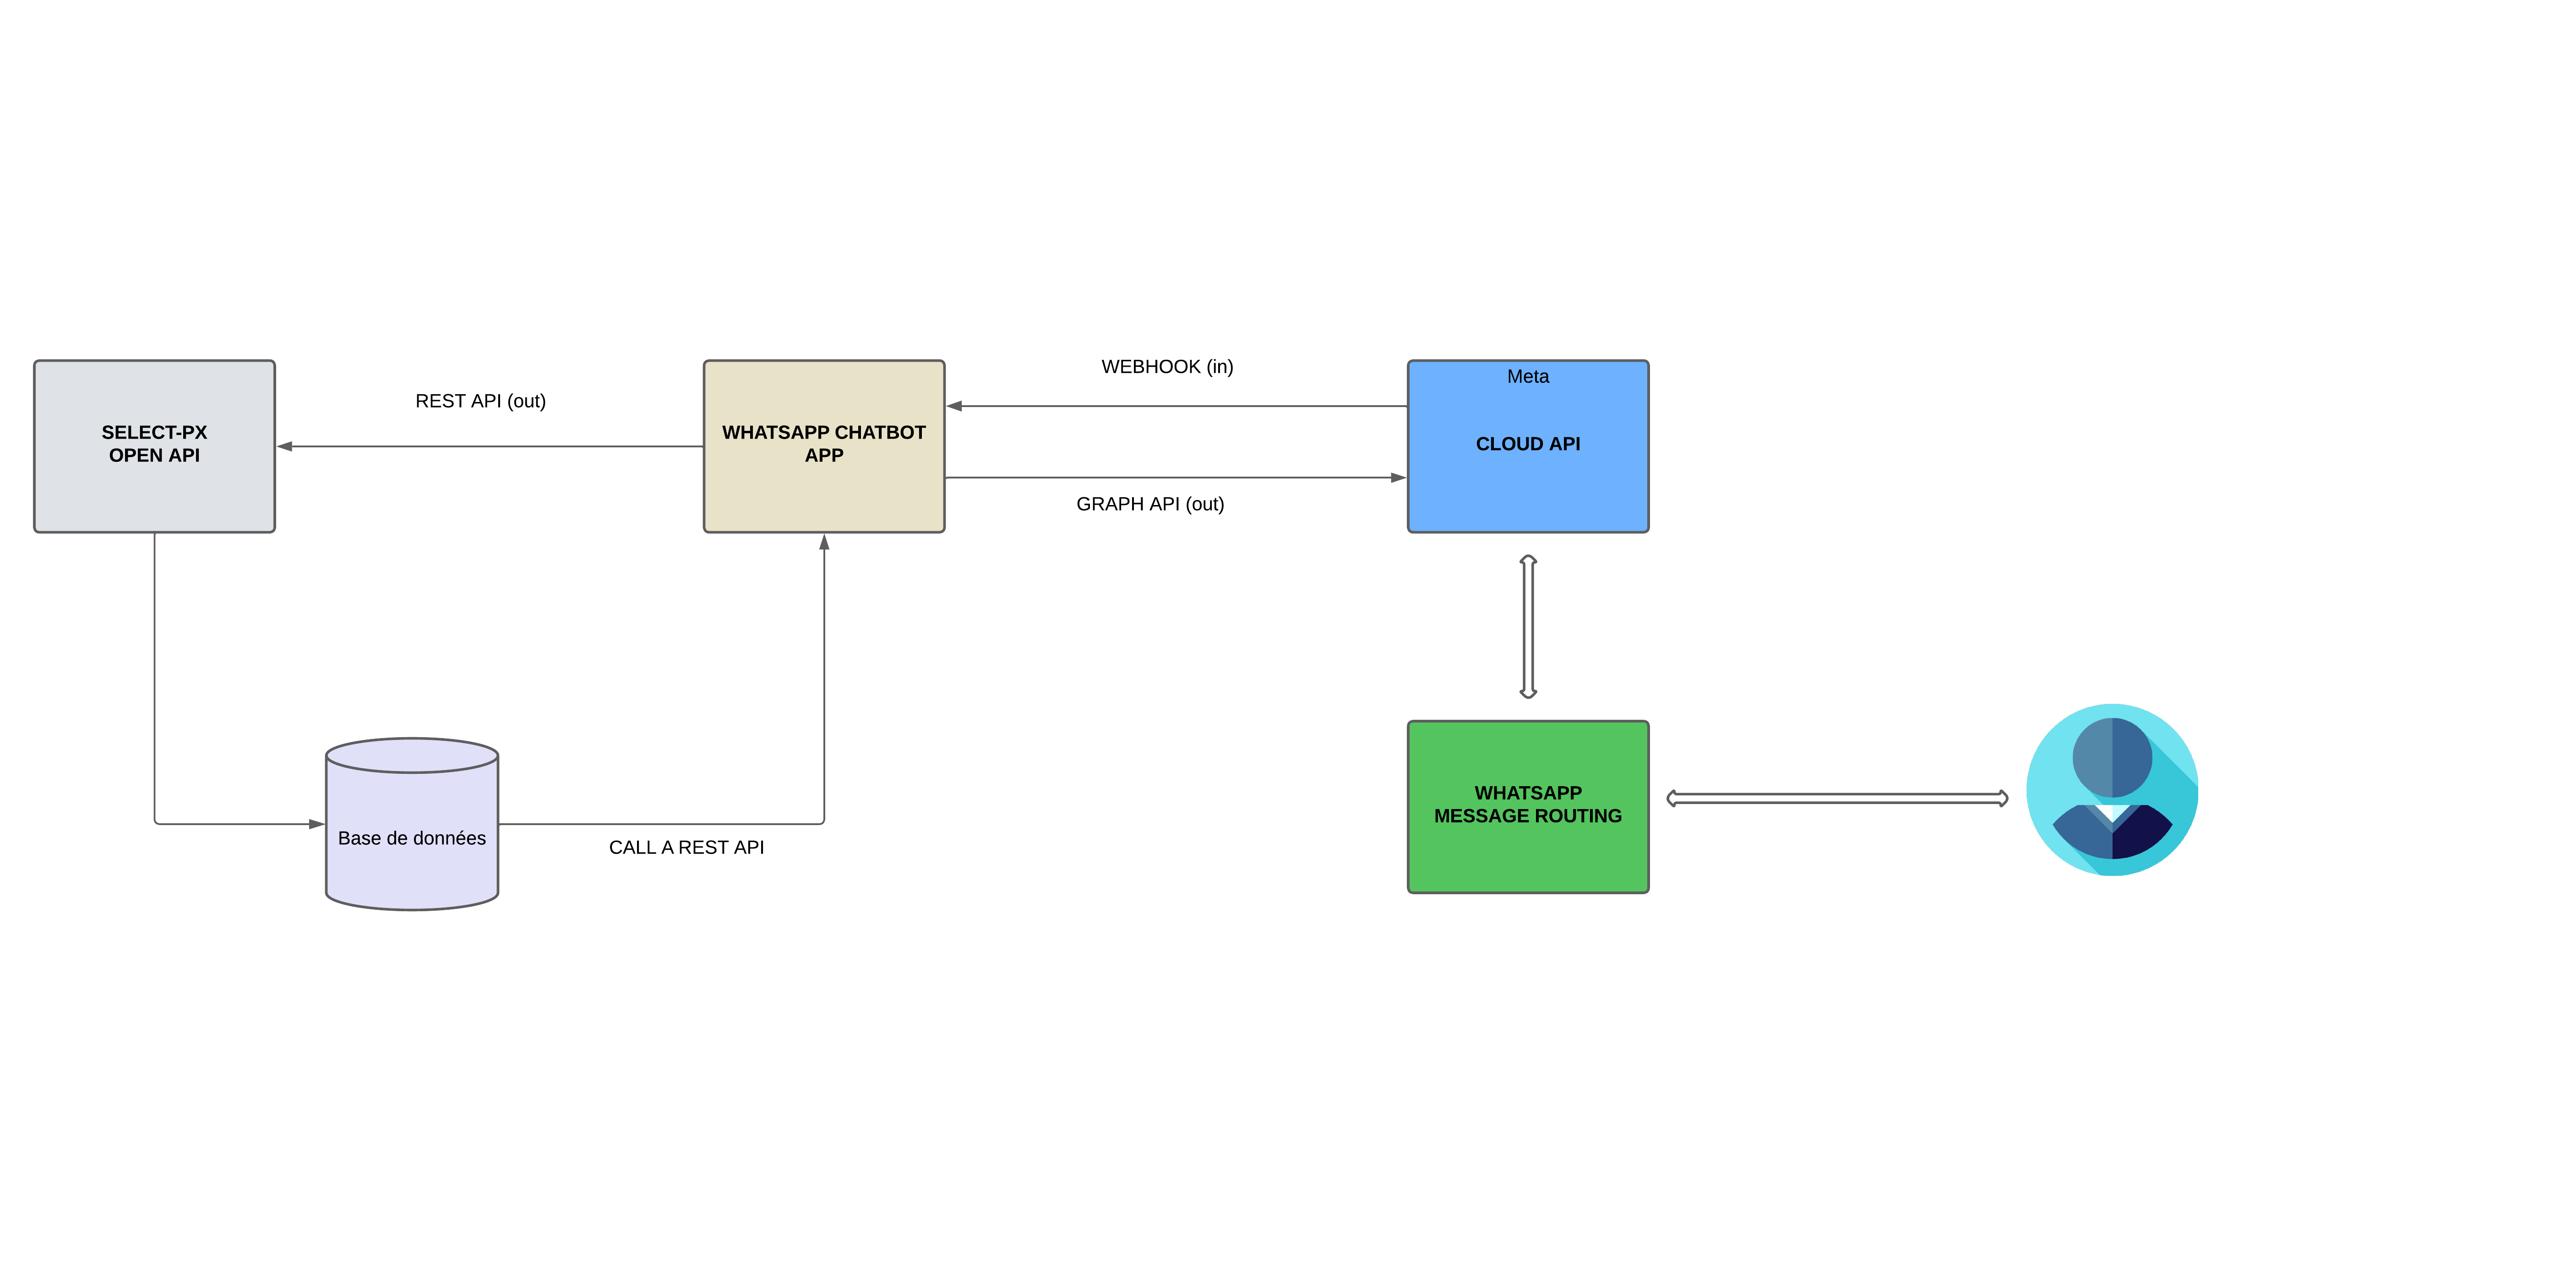 WEBHOOK (in)
Meta
REST API (out)
SELECT-PX
OPEN API
WHATSAPP CHATBOT
APP
CLOUD API
GRAPH API (out)
WHATSAPP
MESSAGE ROUTING
Base de données
CALL A REST API